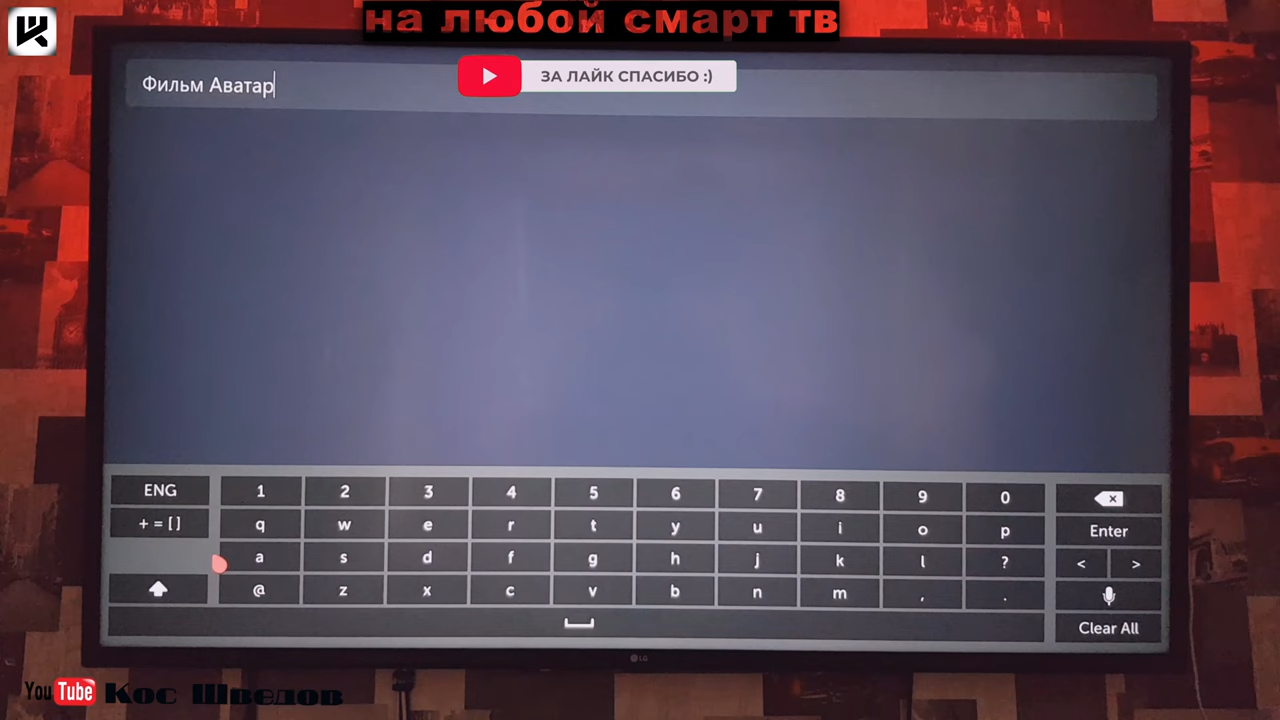 на любой смарт тв
ЗА ЛАЙК СПАСИБО :)
Фильм Аватар
ENG 1 2 3 4 5 6 7 8 9 0
+ = [ ] q w e r t y u i o p Enter
a s d f g h j k l ? < >
@ z x c v b n m , .
Clear All
LG
YouTube Кос Шведов